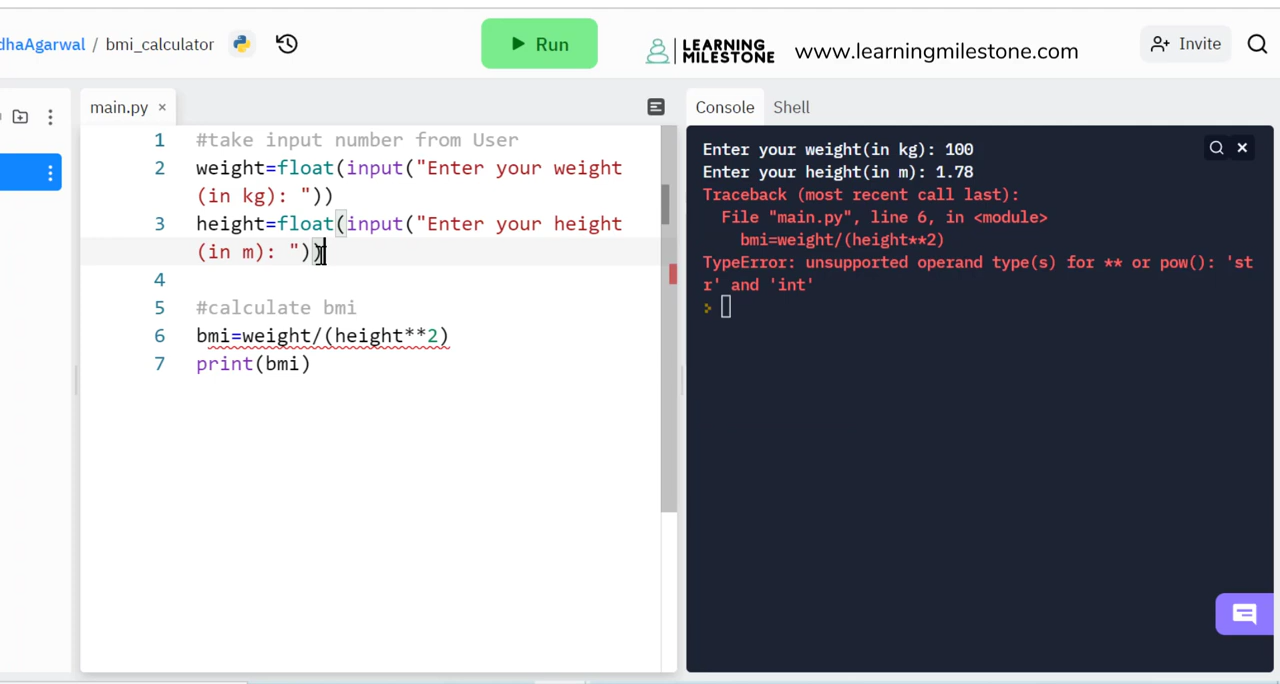 dhaAgarwal / bmi_calculator
Run
LEARNING
MILESTONE
www.learningmilestone.com
Invite
main.py ×
Console
Shell
1 #take input number from User
2 weight=float(input("Enter your weight
(in kg): "))
3 height=float(input("Enter your height
(in m): "))
4
5 #calculate bmi
6 bmi=weight/(height**2)
7 print(bmi)
Enter your weight(in kg): 100
Enter your height(in m): 1.78
Traceback (most recent call last):
File "main.py", line 6, in <module>
bmi=weight/(height**2)
TypeError: unsupported operand type(s) for ** or pow(): 'st
r' and 'int'